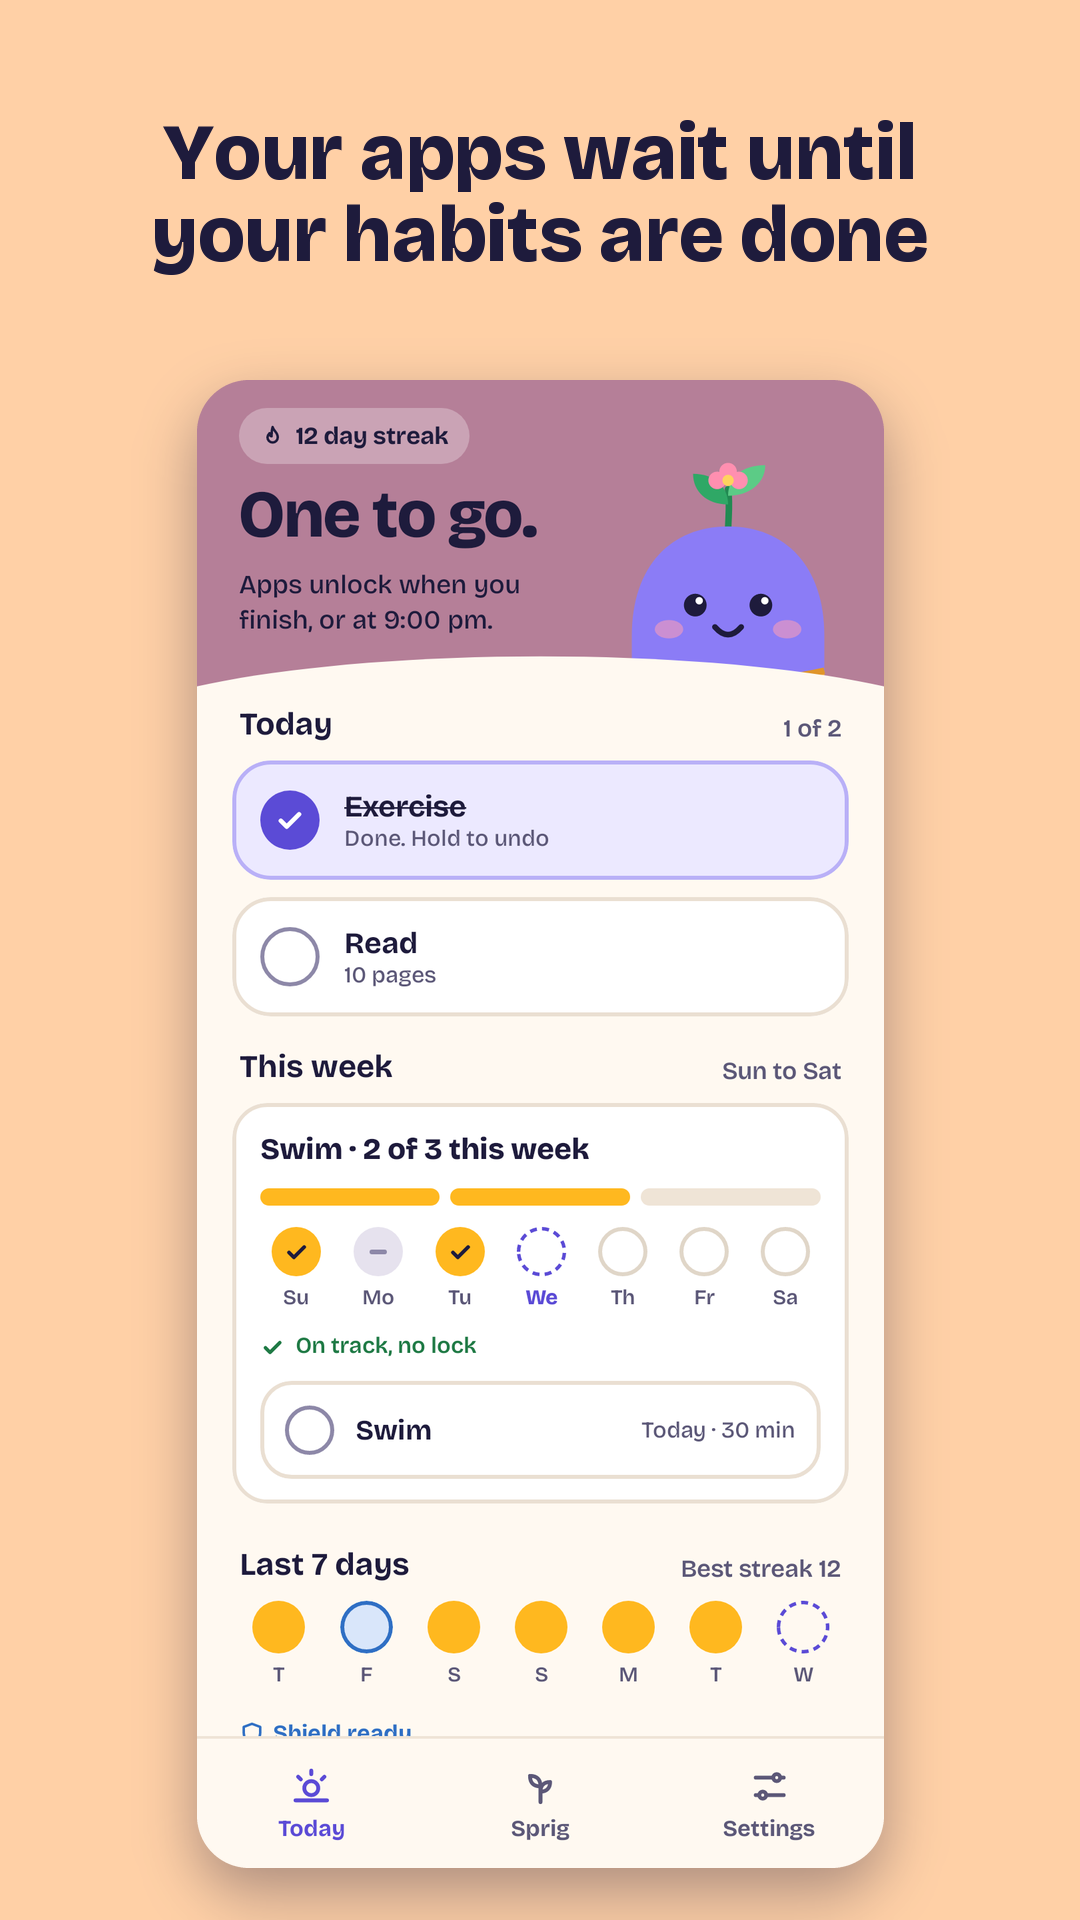 Your apps wait until
your habits are done
12 day streak
One to go.
Apps unlock when you
finish, or at 9:00 pm.
Today
1 of 2
Exercise
Done. Hold to undo
Read
10 pages
This week
Sun to Sat
Swim · 2 of 3 this week
Su Mo Tu We Th Fr Sa
On track, no lock
Swim
Today · 30 min
Last 7 days
Best streak 12
T F S S M T W
Shield ready
Today
Sprig
Settings